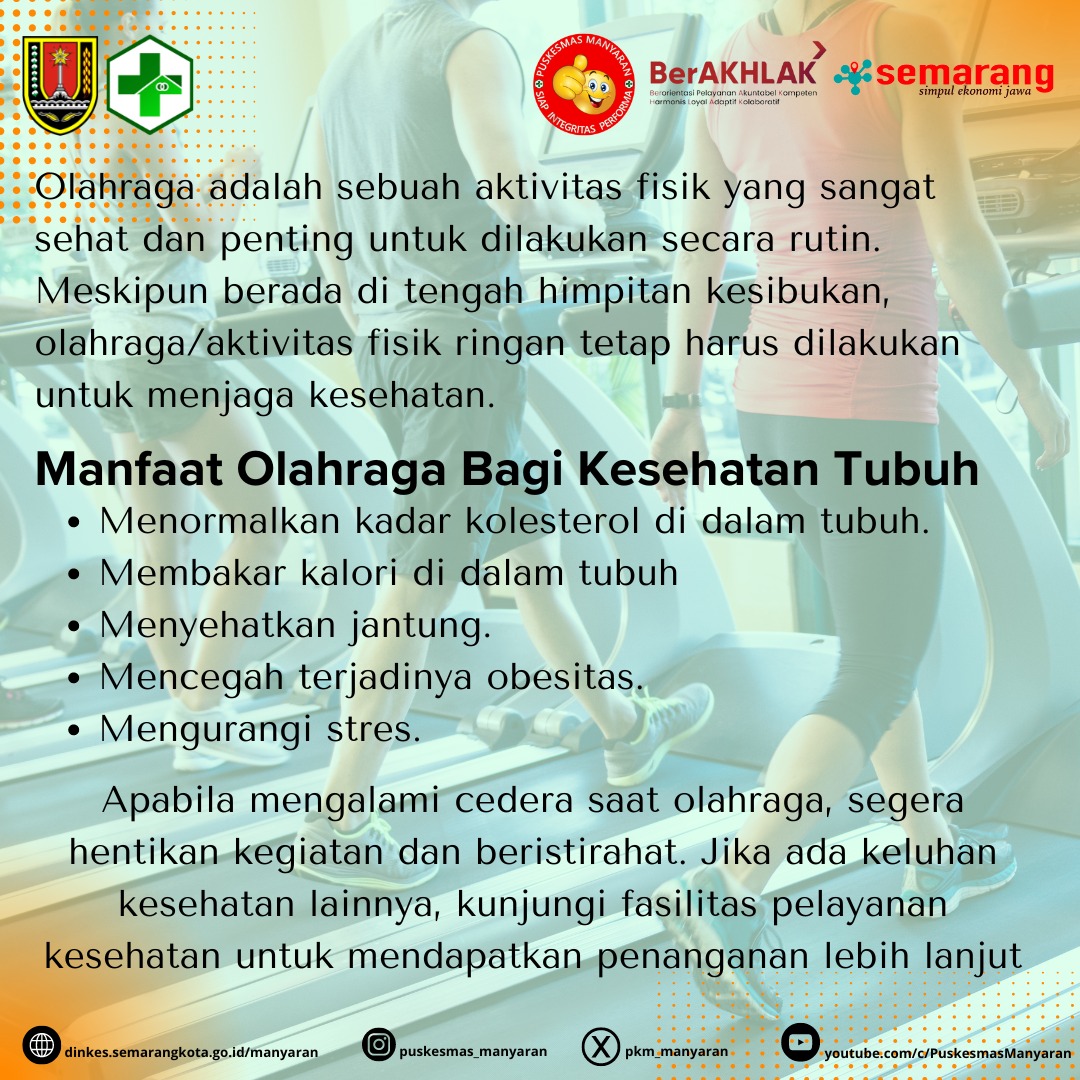 PUSKESMAS MANYARAN
SIAP INTEGRITAS PERFORMA
BerAKHLAK
Berorientasi Pelayanan Akuntabel Kompeten
Harmonis Loyal Adaptif Kolaboratif
semarang
simpul ekonomi jawa
Olahraga adalah sebuah aktivitas fisik yang sangat
sehat dan penting untuk dilakukan secara rutin.
Meskipun berada di tengah himpitan kesibukan,
olahraga/aktivitas fisik ringan tetap harus dilakukan
untuk menjaga kesehatan.
Manfaat Olahraga Bagi Kesehatan Tubuh
• Menormalkan kadar kolesterol di dalam tubuh.
• Membakar kalori di dalam tubuh
• Menyehatkan jantung.
• Mencegah terjadinya obesitas.
• Mengurangi stres.
Apabila mengalami cedera saat olahraga, segera
hentikan kegiatan dan beristirahat. Jika ada keluhan
kesehatan lainnya, kunjungi fasilitas pelayanan
kesehatan untuk mendapatkan penanganan lebih lanjut
dinkes.semarangkota.go.id/manyaran puskesmas_manyaran pkm_manyaran youtube.com/c/PuskesmasManyaran